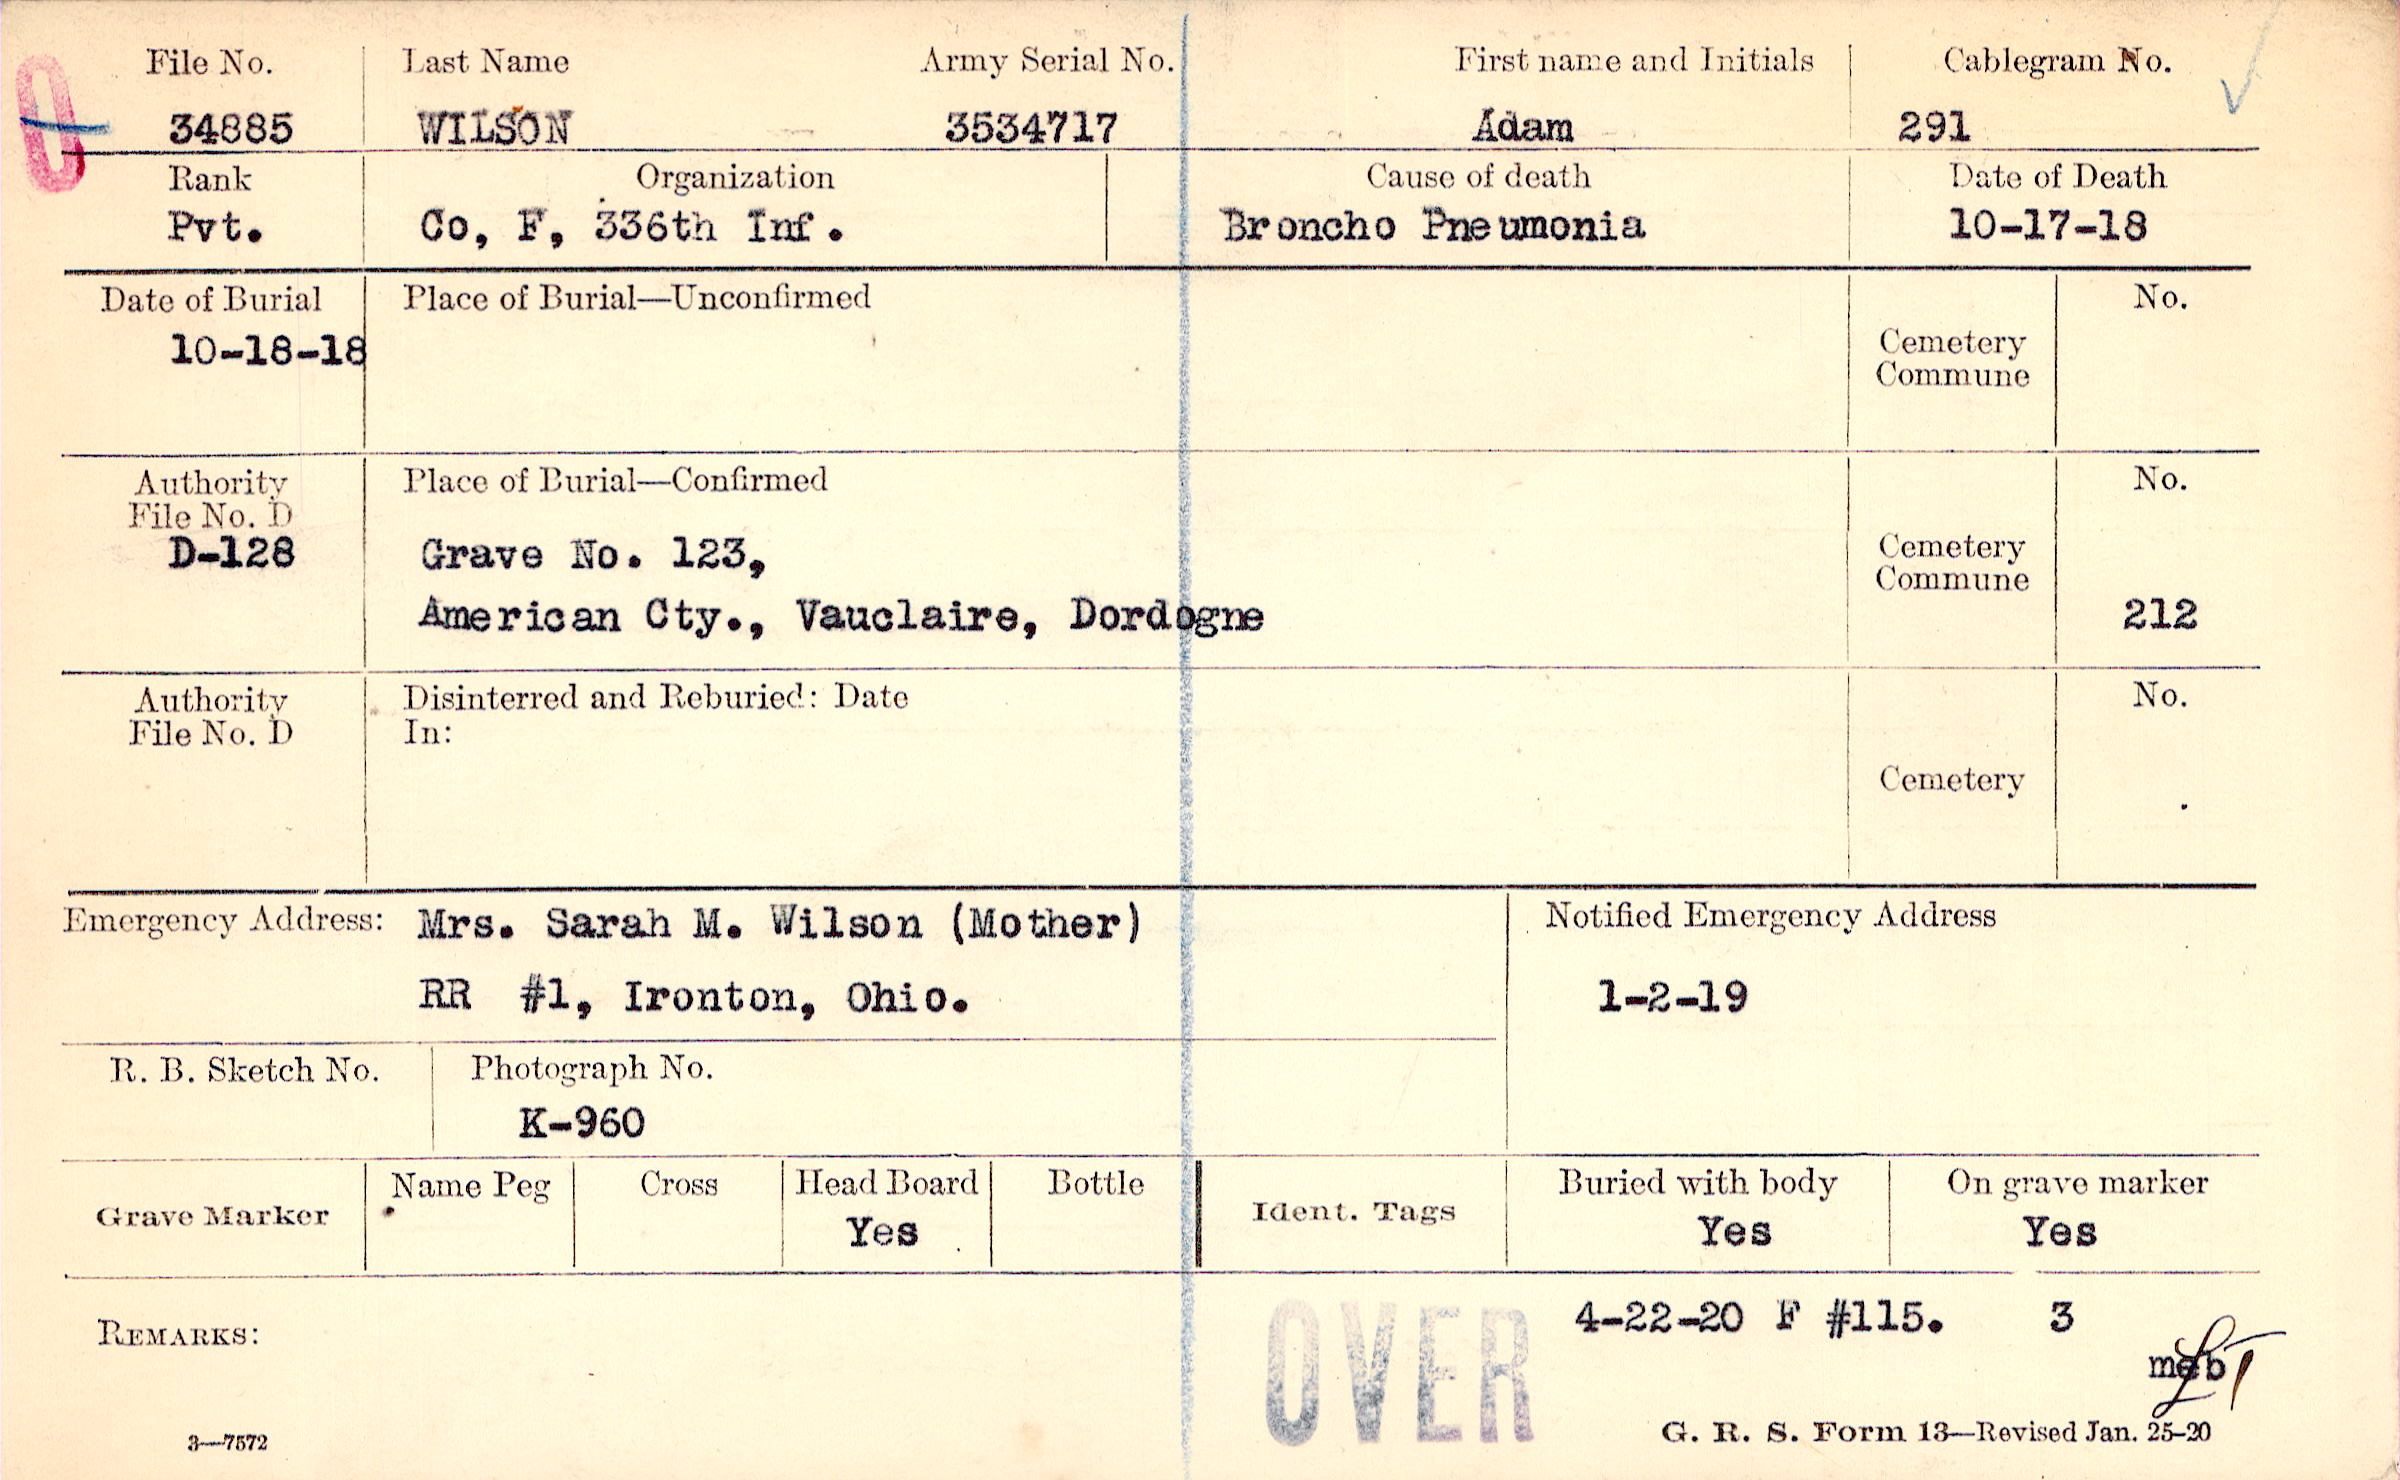 File No. Last Name Army Serial No. First name and Initials Cablegram No.
34885 WILSON 3534717 Adam 291
Rank Organization Cause of death Date of Death
Pvt. Co, F, 336th Inf. Broncho Pneumonia 10-17-18
Date of Burial Place of Burial—Unconfirmed No.
10-18-18
Cemetery
Commune
Authority Place of Burial—Confirmed No.
File No. D
D-128 Grave No. 123,
Cemetery
Commune
American Cty., Vauclaire, Dordogne 212
Authority Disinterred and Reburied: Date No.
File No. D In:
Cemetery
Emergency Address: Mrs. Sarah M. Wilson (Mother) Notified Emergency Address
RR #1, Ironton, Ohio. 1-2-19
R. B. Sketch No. Photograph No.
K-960
Grave Marker Name Peg Cross Head Board Bottle Ident. Tags Buried with body On grave marker
Yes Yes Yes
REMARKS: OVER 4-22-20 F #115. 3
3—7572 G. R. S. Form 13—Revised Jan. 25-20